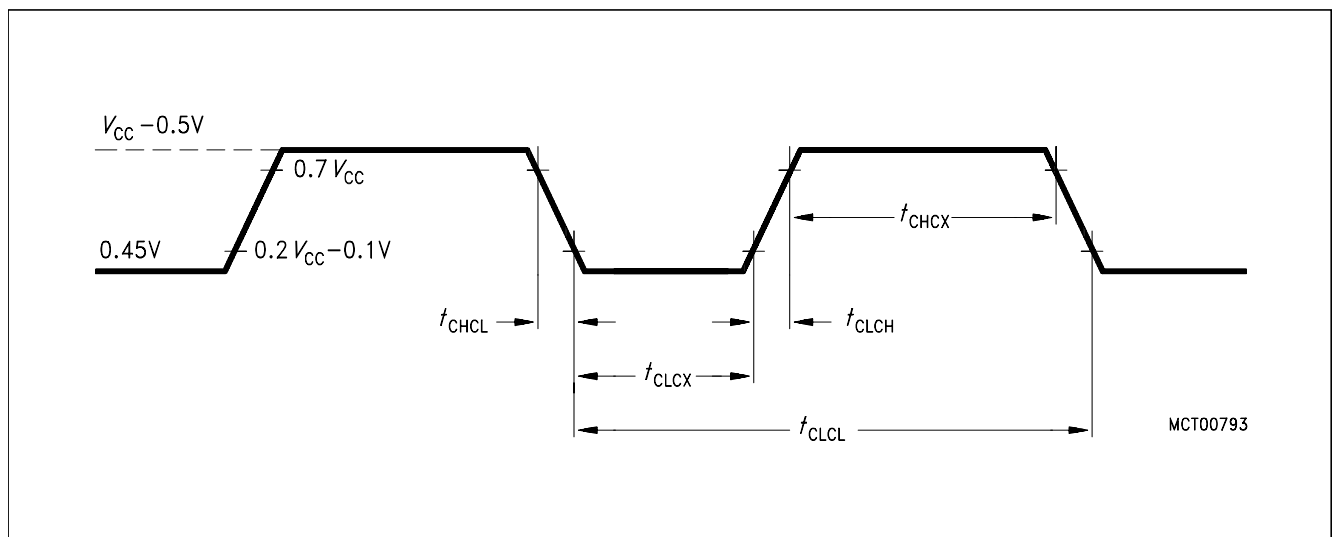 V_CC –0.5V
0.7 V_CC
0.45V
0.2 V_CC –0.1V
t_CHCX
t_CHCL
t_CLCH
t_CLCX
t_CLCL
MCT00793